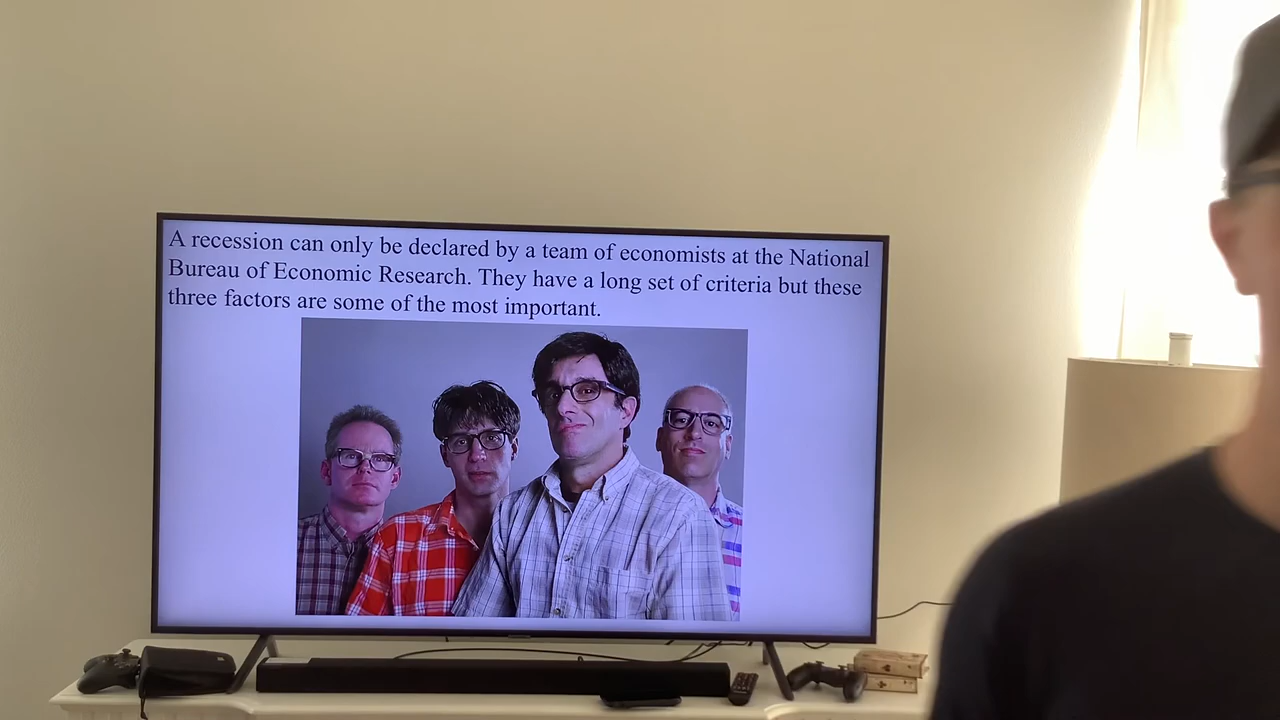 A recession can only be declared by a team of economists at the National
Bureau of Economic Research. They have a long set of criteria but these
three factors are some of the most important.